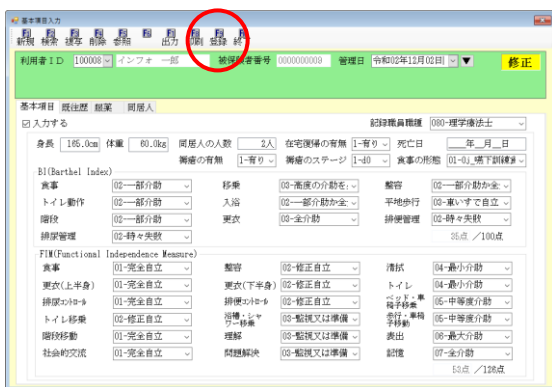 基本項目入力
新規 検索 複写 削除 参照 出力 印刷 登録 終了
利用者ID 100008 インフォ 一郎 被保険者番号 0000000009 管理日 令和02年12月02日 ▼ 修正
基本項目 既往歴 服薬 同居人
入力する 記録職員職種 080-理学療法士
身長 165.0cm 体重 60.0kg 同居人の人数 2人 在宅復帰の有無 1-有り 死亡日 __年__月__日
褥瘡の有無 1-有り 褥瘡のステージ 1-d0 食事の形態 01-0j_嚥下訓練食
BI(Barthel Index)
食事 02-一部介助 移乗 03-高度の介助を 整容 02-一部介助か全
トイレ動作 02-一部介助 入浴 02-一部介助か全 平地歩行 03-車いすで自立
階段 02-一部介助 更衣 03-全介助 排便管理 02-時々失敗
排尿管理 02-時々失敗 35点 /100点
FIM(Functional Independence Measure)
食事 01-完全自立 整容 02-修正自立 清拭 04-最小介助
更衣(上半身) 01-完全自立 更衣(下半身) 02-修正自立 トイレ 04-最小介助
排尿コントロール 01-完全自立 排便コントロール 02-修正自立 ベッド・車椅子移乗 05-中等度介助
トイレ移乗 02-修正自立 浴槽・シャワー移乗 03-監視又は準備 歩行・車椅子移動 05-中等度介助
階段移動 01-完全自立 理解 03-監視又は準備 表出 06-最大介助
社会的交流 01-完全自立 問題解決 03-監視又は準備 記憶 07-全介助
53点 /126点